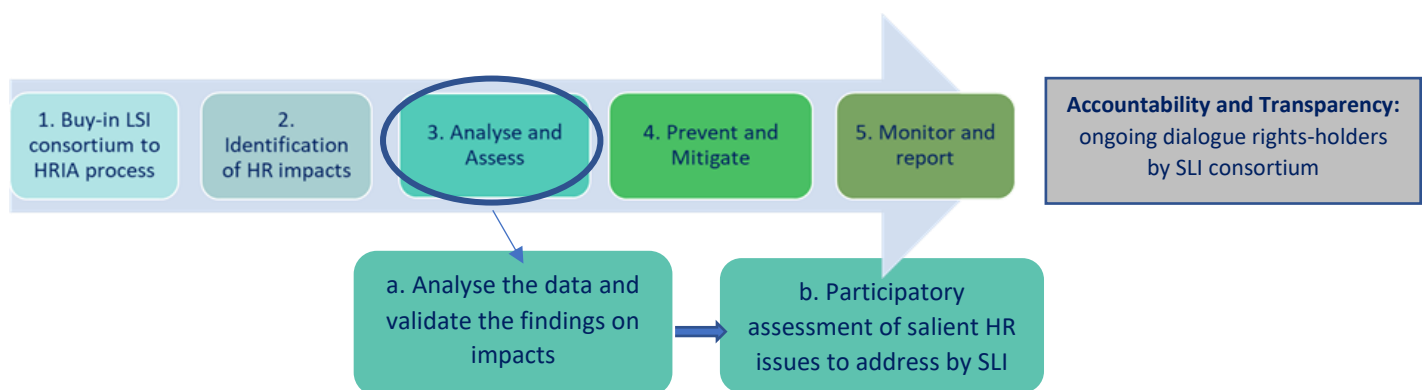 1. Buy-in LSI
consortium to
HRIA process
2.
Identification
of HR impacts
3. Analyse and
Assess
4. Prevent and
Mitigate
5. Monitor and
report
Accountability and Transparency:
ongoing dialogue rights-holders
by SLI consortium
a. Analyse the data and
validate the findings on
impacts
b. Participatory
assessment of salient HR
issues to address by SLI